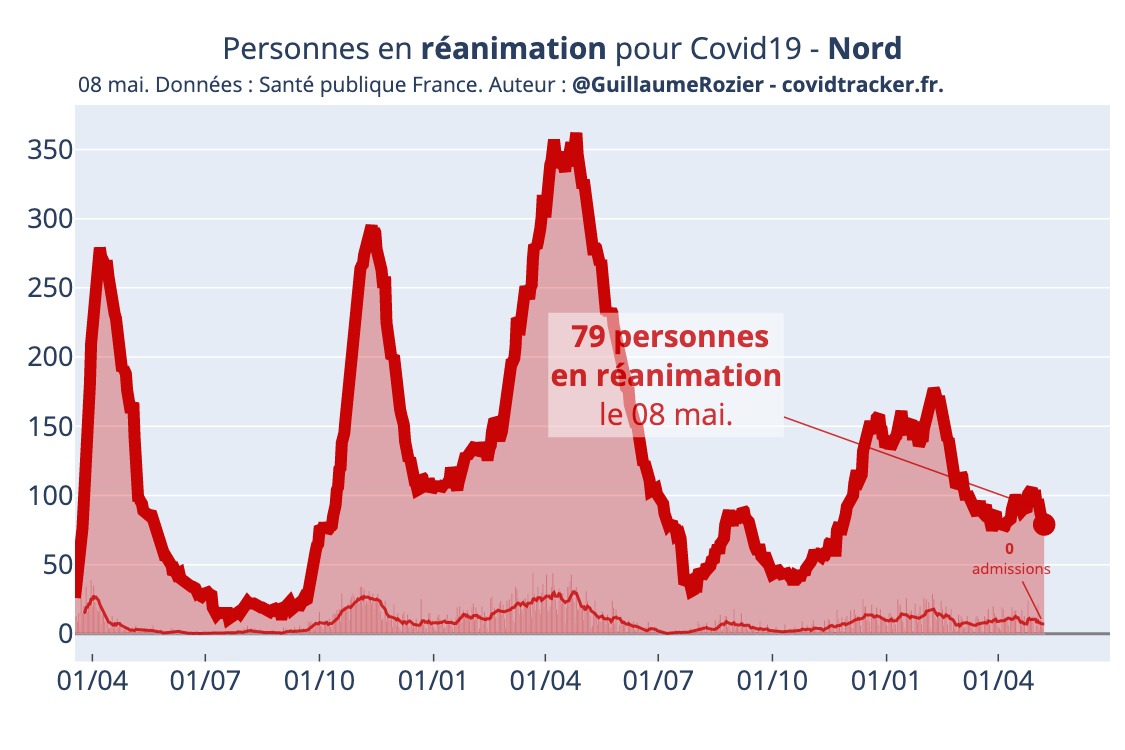 Personnes en réanimation pour Covid19 - Nord
08 mai. Données : Santé publique France. Auteur : @GuillaumeRozier - covidtracker.fr.
350
300
250
200
150
100
50
0
79 personnes
en réanimation
le 08 mai.
0
admissions
01/04 01/07 01/10 01/01 01/04 01/07 01/10 01/01 01/04